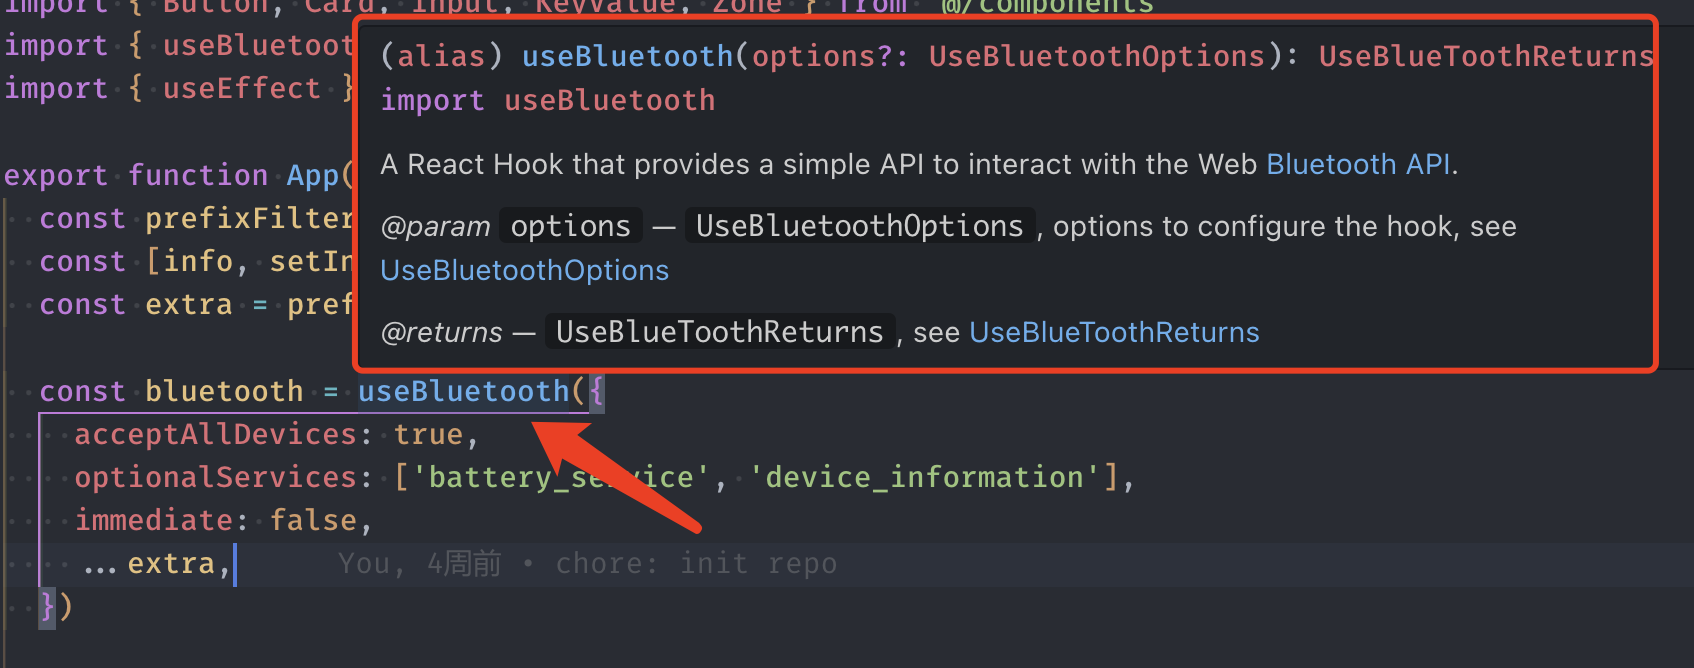 import { Button, Card, Input, KeyValue, Zone } from '@/components
import { useBluetoot
import { useEffect }
(alias) useBluetooth(options?: UseBluetoothOptions): UseBlueToothReturns
import useBluetooth
A React Hook that provides a simple API to interact with the Web Bluetooth API.
@param options — UseBluetoothOptions, options to configure the hook, see
UseBluetoothOptions
@returns — UseBlueToothReturns, see UseBlueToothReturns
export function App(
const prefixFilter
const [info, setIn
const extra = pref
const bluetooth = useBluetooth({
acceptAllDevices: true,
optionalServices: ['battery_service', 'device_information'],
immediate: false,
...extra, You, 4周前 • chore: init repo
})